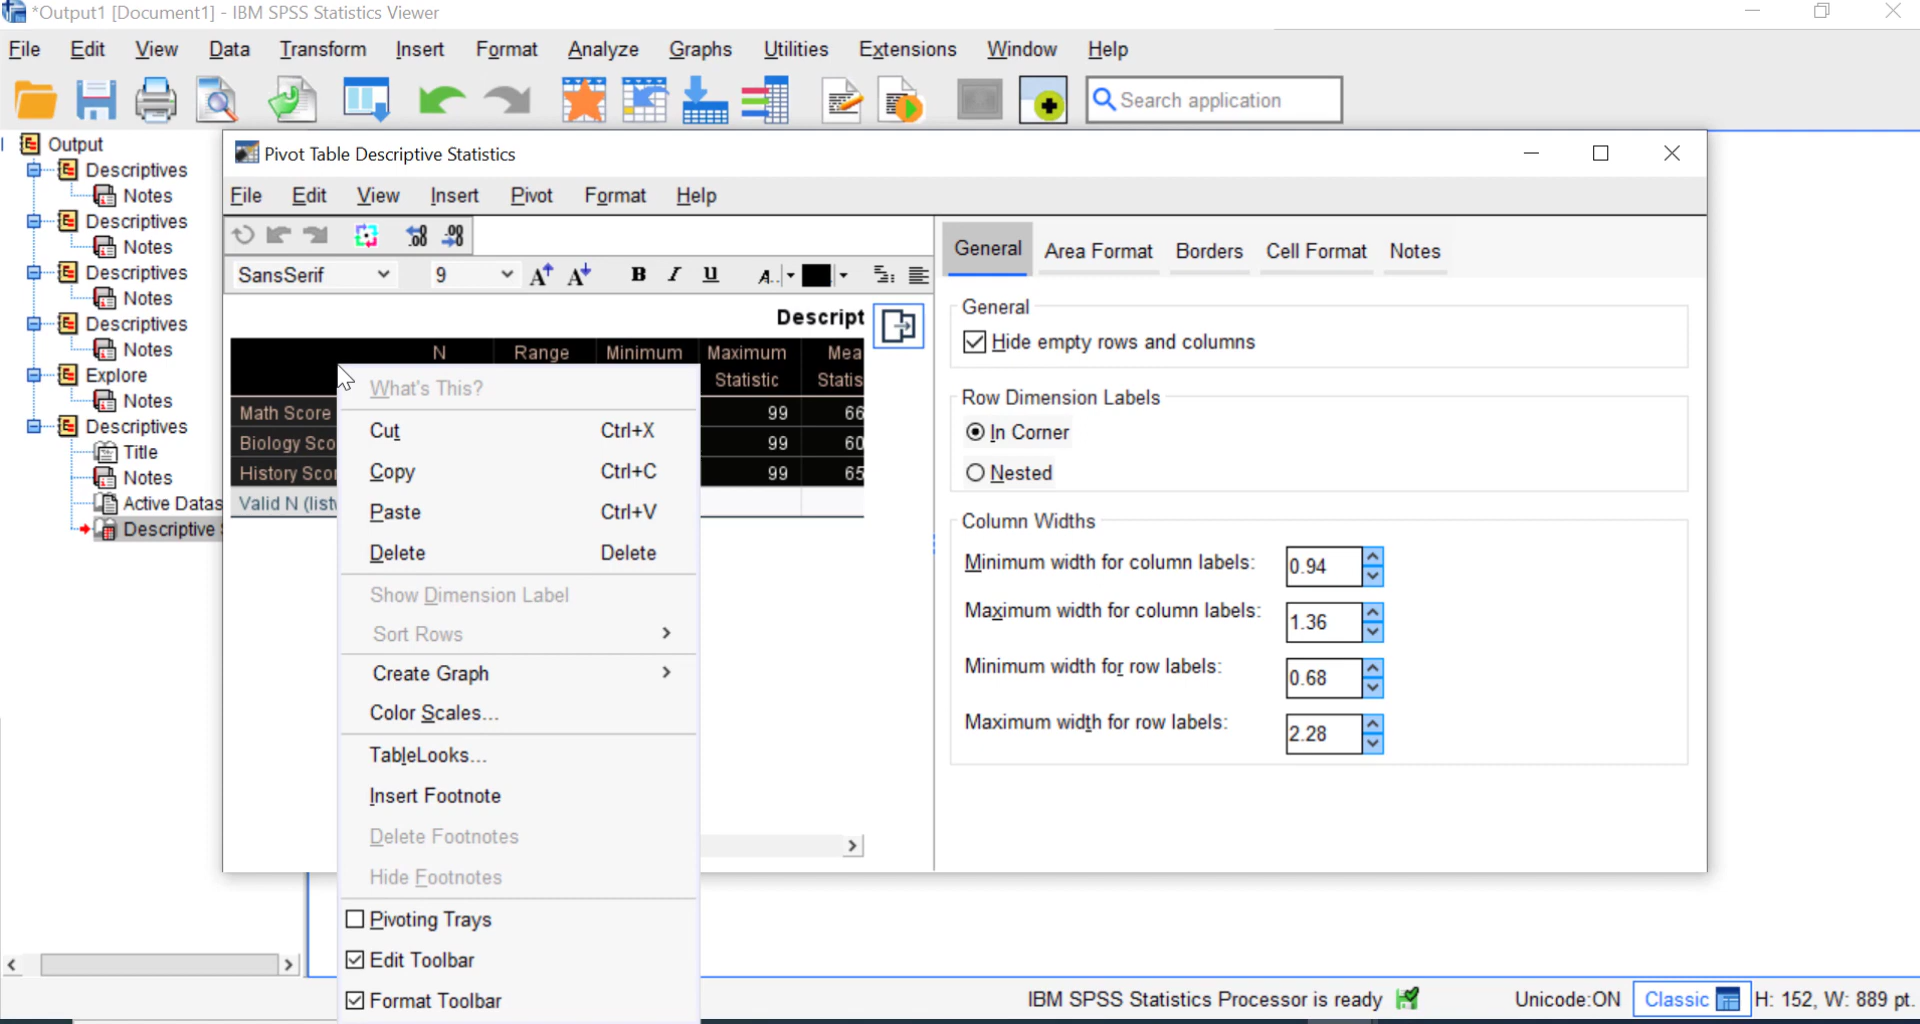 *Output1 [Document1] - IBM SPSS Statistics Viewer
File Edit View Data Transform Insert Format Analyze Graphs Utilities Extensions Window Help
Search application
Output
Descriptives
Notes
Descriptives
Notes
Descriptives
Notes
Descriptives
Notes
Explore
Notes
Descriptives
Title
Notes
Active Datas
Descriptive
Pivot Table Descriptive Statistics
File Edit View Insert Pivot Format Help
SansSerif 9 B I U A..
Descript
N Range Minimum Maximum Mea
Statistic Statis
Math Score 99 66
Biology Sco 99 60
History Scor 99 65
Valid N (listv
What's This?
Cut Ctrl+X
Copy Ctrl+C
Paste Ctrl+V
Delete Delete
Show Dimension Label
Sort Rows
Create Graph
Color Scales...
TableLooks...
Insert Footnote
Delete Footnotes
Hide Footnotes
Pivoting Trays
Edit Toolbar
Format Toolbar
General Area Format Borders Cell Format Notes
General
Hide empty rows and columns
Row Dimension Labels
In Corner
Nested
Column Widths
Minimum width for column labels: 0.94
Maximum width for column labels: 1.36
Minimum width for row labels: 0.68
Maximum width for row labels: 2.28
IBM SPSS Statistics Processor is ready Unicode:ON Classic H: 152, W: 889 pt.